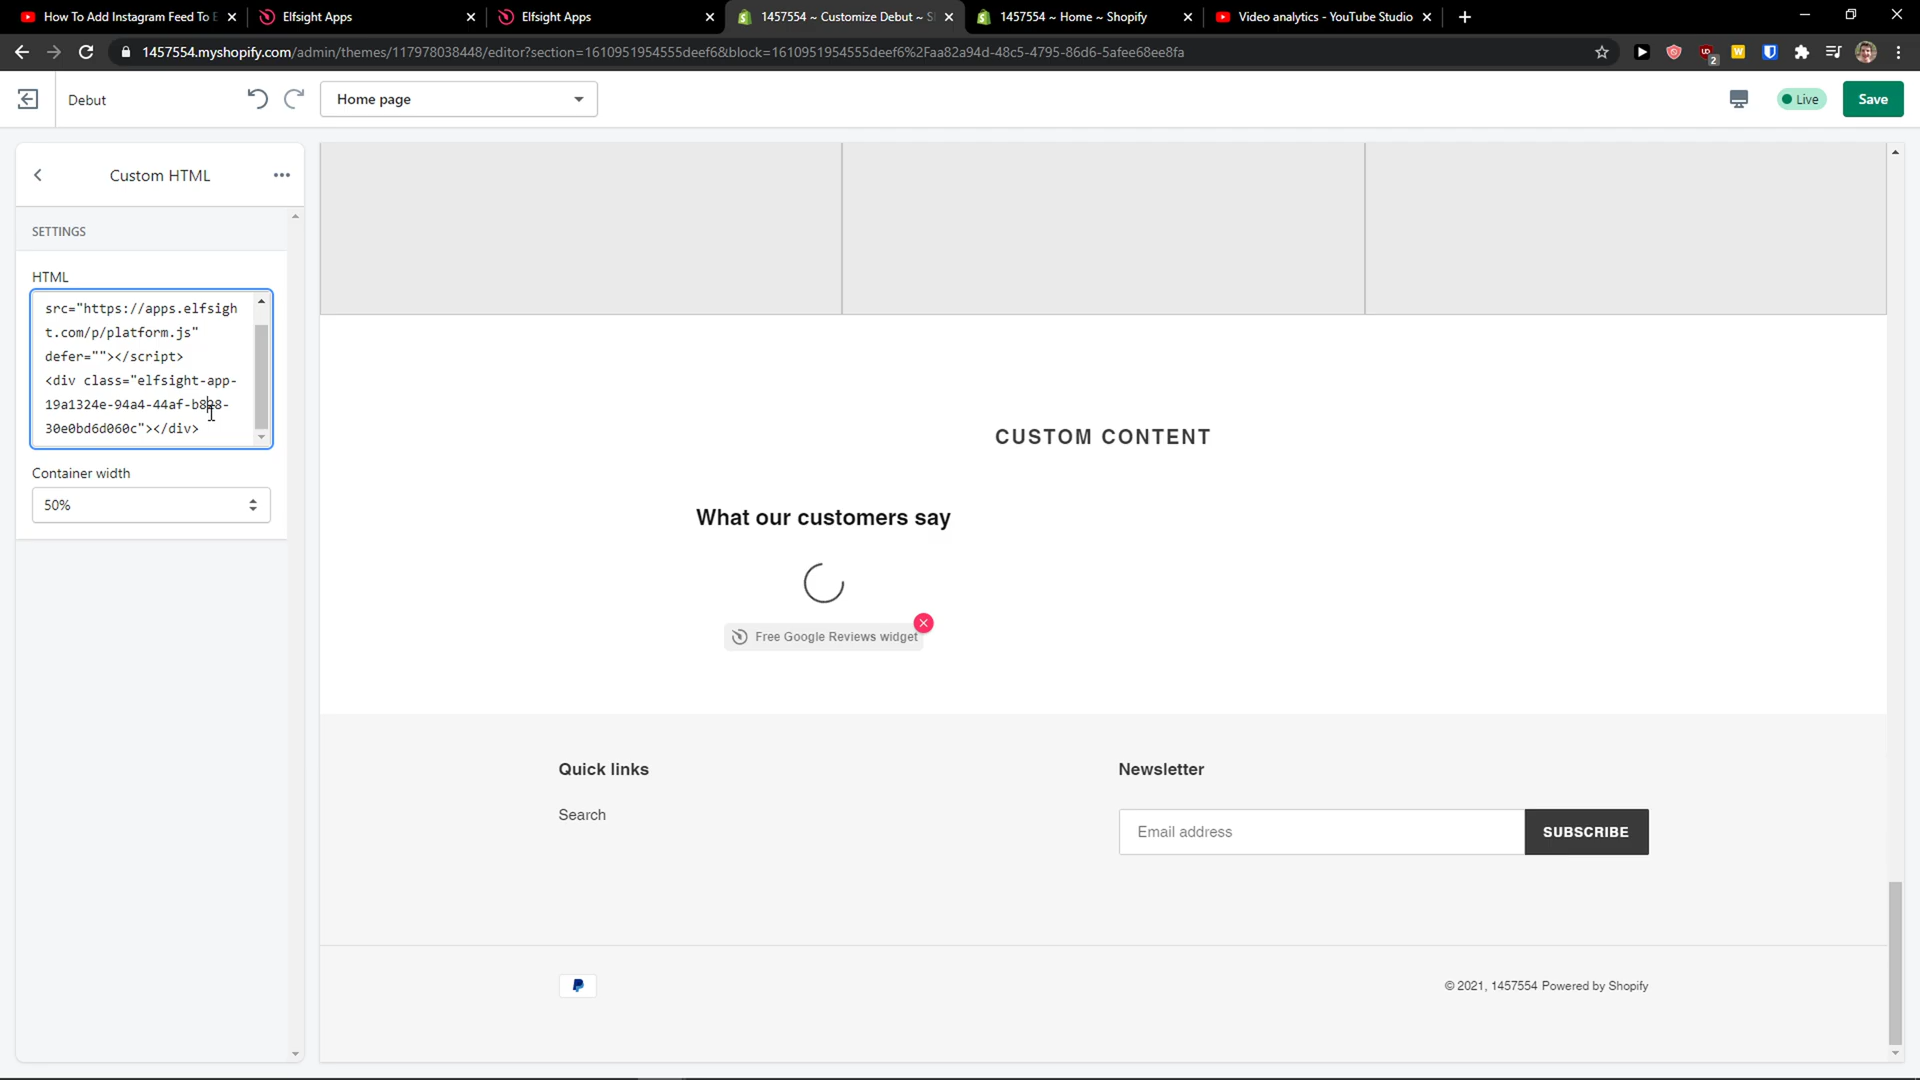 How To Add Instagram Feed To E
Elfsight Apps
Elfsight Apps
1457554 ~ Customize Debut ~ S
1457554 ~ Home ~ Shopify
Video analytics - YouTube Studio
1457554.myshopify.com/admin/themes/117978038448/editor?section=1610951954555deef6&block=1610951954555deef6%2Faa82a94d-48c5-4795-86d6-5afee68ee8fa
2
Debut
Home page
Live
Save
Custom HTML
SETTINGS
HTML
src="https://apps.elfsigh
t.com/p/platform.js"
defer=""></script>
<div class="elfsight-app-
19a1324e-94a4-44af-
30e0bd6d060c"></div>
Container width
50%
CUSTOM CONTENT
What our customers say
Free Google Reviews widget
Quick links
Search
Newsletter
Email address
SUBSCRIBE
© 2021, 1457554 Powered by Shopify